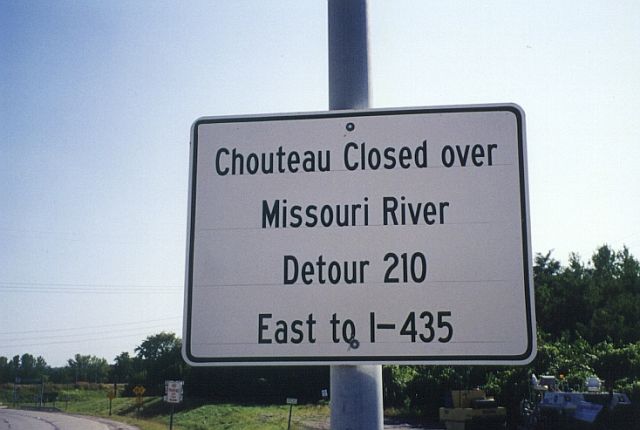 Chouteau Closed over
Missouri River
Detour 210
East to I-435